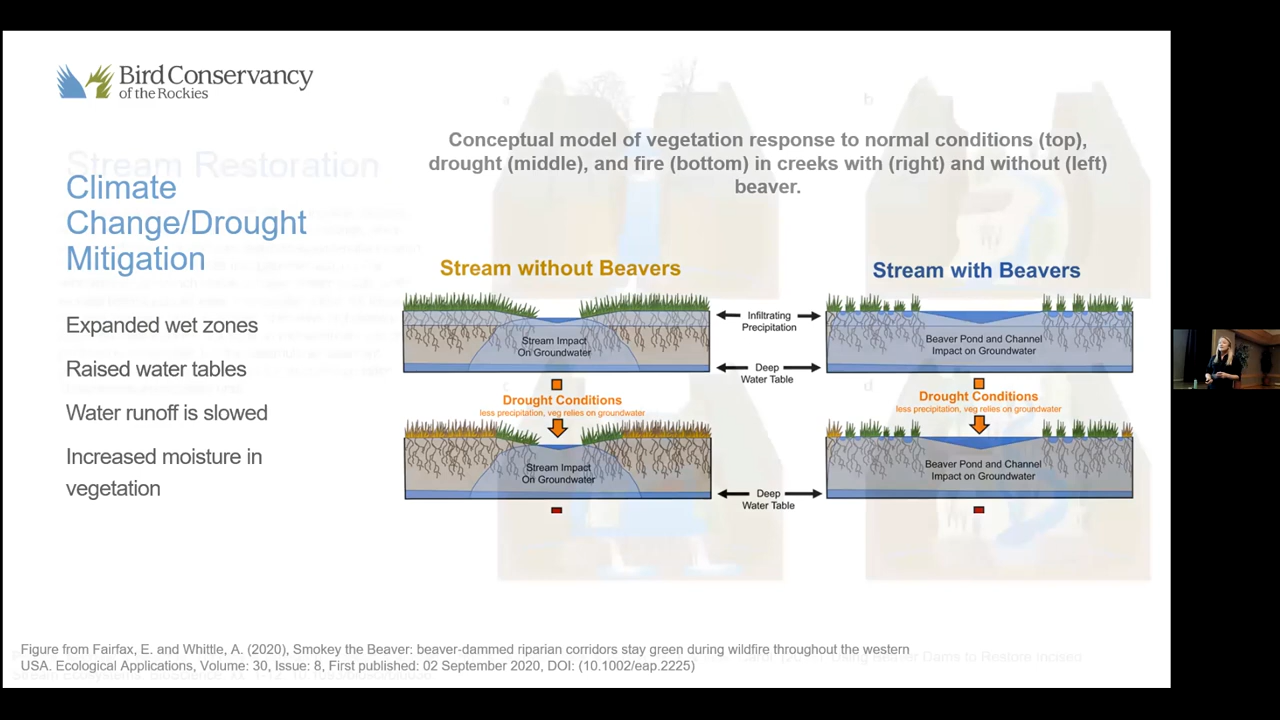 Bird Conservancy
of the Rockies
Stream Restoration
Climate
Change/Drought
Mitigation
Expanded wet zones
Raised water tables
Water runoff is slowed
Increased moisture in
vegetation
Conceptual model of vegetation response to normal conditions (top),
drought (middle), and fire (bottom) in creeks with (right) and without (left)
beaver.
Stream without Beavers
Stream with Beavers
Stream Impact
On Groundwater
Infiltrating
Precipitation
Deep
Water Table
Beaver Pond and Channel
Impact on Groundwater
Drought Conditions
less precipitation, veg relies on groundwater
Drought Conditions
less precipitation, veg relies on groundwater
Stream Impact
On Groundwater
Deep
Water Table
Beaver Pond and Channel
Impact on Groundwater
Figure from Fairfax, E. and Whittle, A. (2020), Smokey the Beaver: beaver-dammed riparian corridors stay green during wildfire throughout the western
USA. Ecological Applications, Volume: 30, Issue: 8, First published: 02 September 2020, DOI: (10.1002/eap.2225)